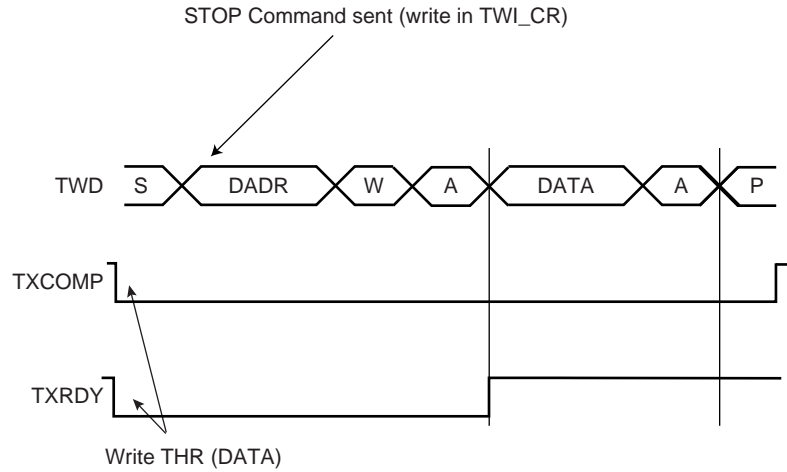 STOP Command sent (write in TWI_CR)
TWD S DADR W A DATA A P
TXCOMP
TXRDY
Write THR (DATA)